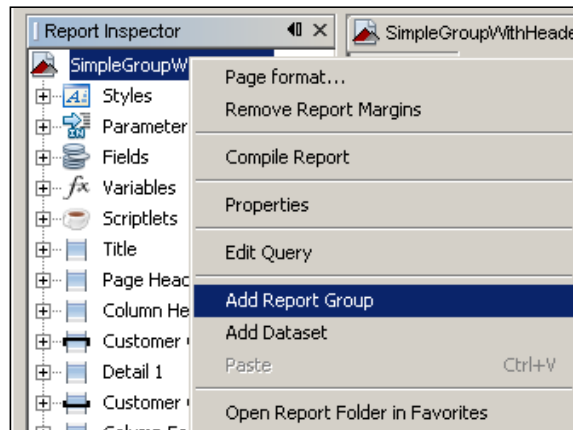 Report Inspector
SimpleGroupWithHeade
SimpleGroupW
Page format...
Styles
Remove Report Margins
Parameter
Fields
Compile Report
Variables
Properties
Scriptlets
Title
Edit Query
Page Head
Add Report Group
Column He
Add Dataset
Customer
Detail 1
Paste Ctrl+V
Customer
Open Report Folder in Favorites